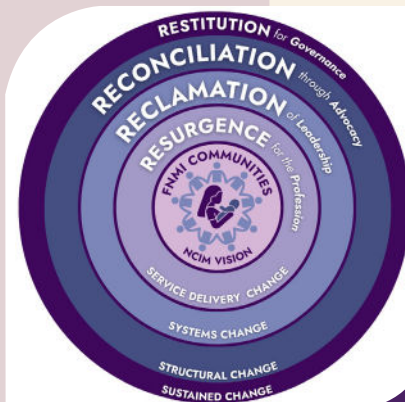 RESTITUTION for Governance
RECONCILIATION through Advocacy
RECLAMATION of Leadership
RESURGENCE for the Profession
FNMI COMMUNITIES
NCIM VISION
SERVICE DELIVERY CHANGE
SYSTEMS CHANGE
STRUCTURAL CHANGE
SUSTAINED CHANGE